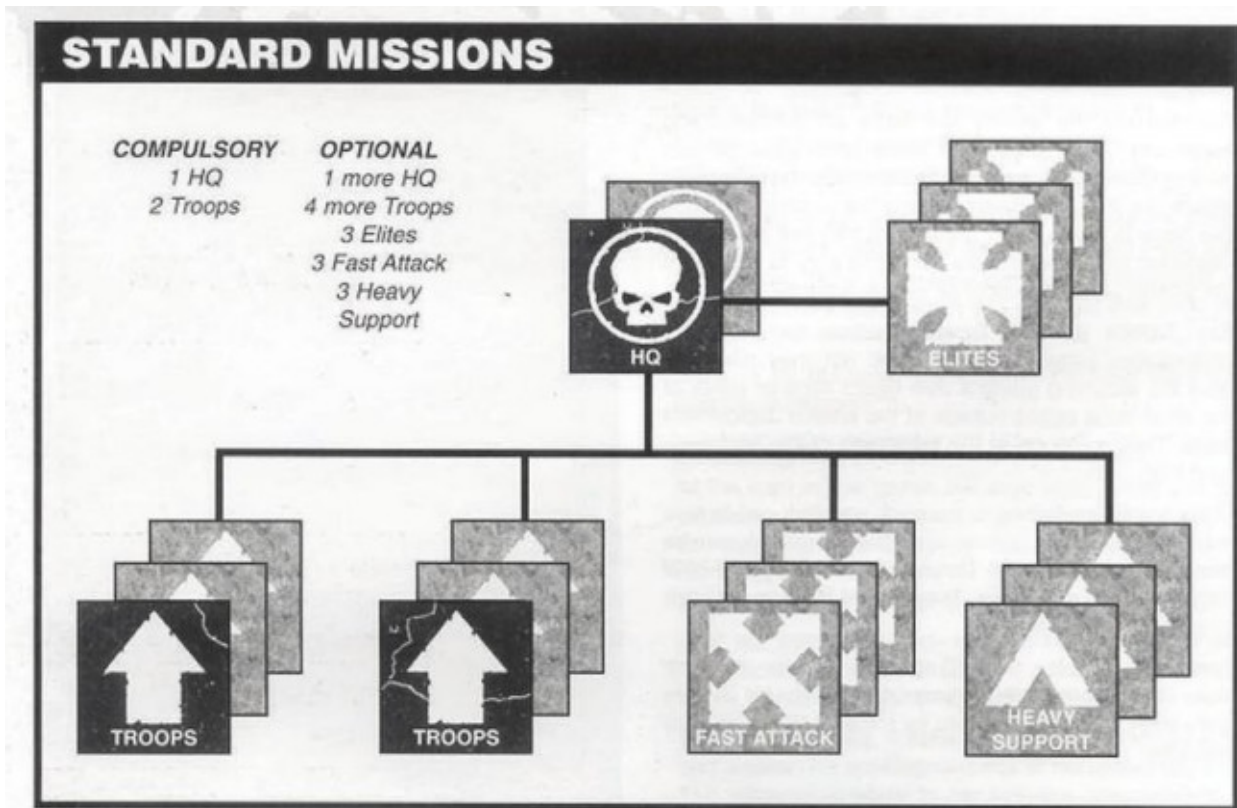 STANDARD MISSIONS
COMPULSORY
1 HQ
2 Troops
OPTIONAL
1 more HQ
4 more Troops
3 Elites
3 Fast Attack
3 Heavy
Support
HQ
ELITES
TROOPS
TROOPS
FAST ATTACK
HEAVY
SUPPORT